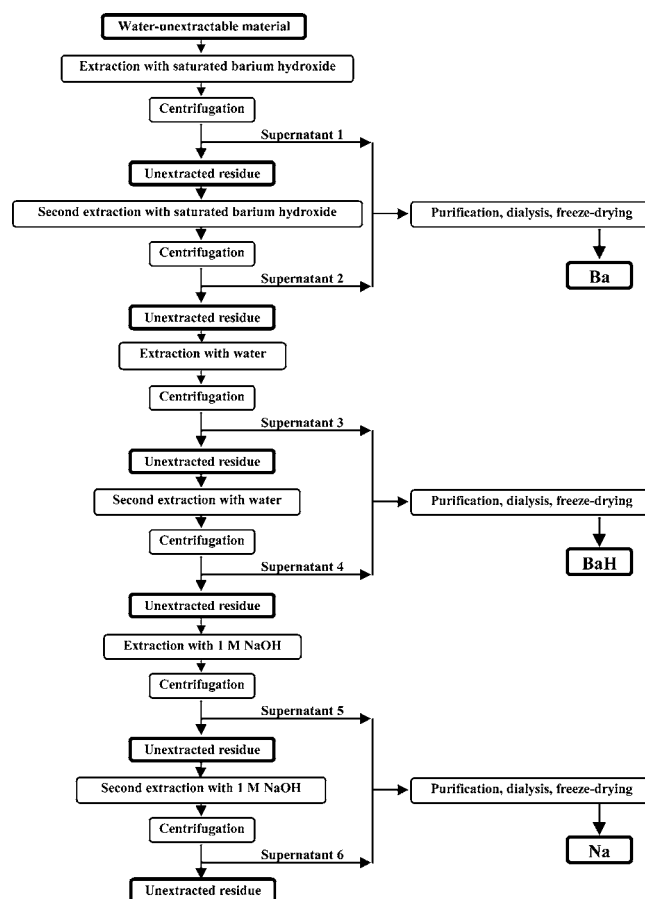 Water-unextractable material
Extraction with saturated barium hydroxide
Centrifugation
Supernatant 1
Unextracted residue
Second extraction with saturated barium hydroxide
Purification, dialysis, freeze-drying
Centrifugation
Supernatant 2
Ba
Unextracted residue
Extraction with water
Centrifugation
Supernatant 3
Unextracted residue
Second extraction with water
Purification, dialysis, freeze-drying
Centrifugation
Supernatant 4
BaH
Unextracted residue
Extraction with 1 M NaOH
Centrifugation
Supernatant 5
Unextracted residue
Second extraction with 1 M NaOH
Purification, dialysis, freeze-drying
Centrifugation
Supernatant 6
Na
Unextracted residue